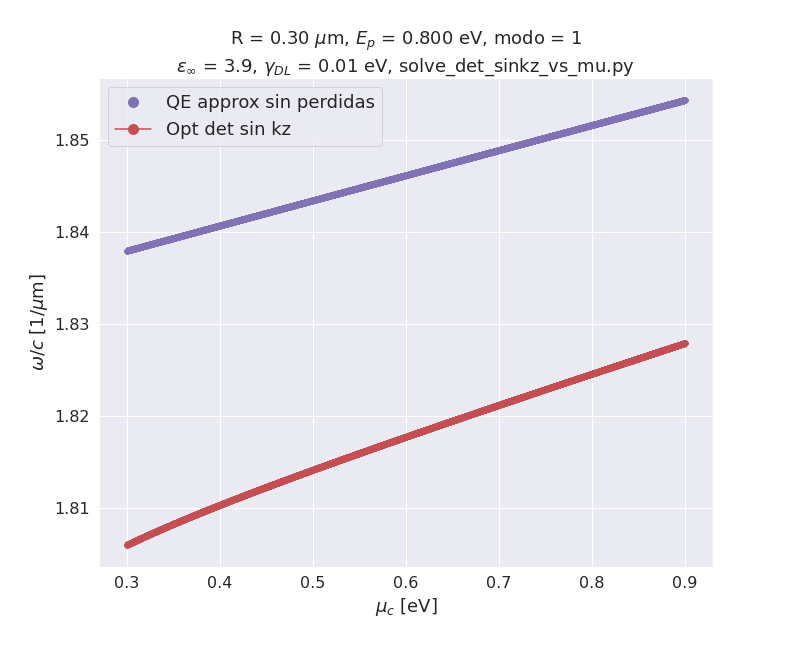 R = 0.30 μm, E_p = 0.800 eV, modo = 1
ε_∞ = 3.9, γ_DL = 0.01 eV, solve_det_sinkz_vs_mu.py
QE approx sin perdidas
Opt det sin kz
1.85
1.84
1.83
1.82
1.81
ω/c [1/μm]
0.3 0.4 0.5 0.6 0.7 0.8 0.9
μ_c [eV]